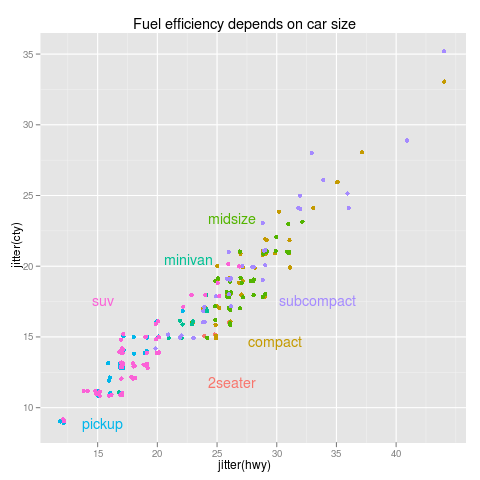 Fuel efficiency depends on car size
jitter(cty)
35
30
25
20
15
10
midsize
minivan
suv
subcompact
compact
2seater
pickup
15
20
25
30
35
40
jitter(hwy)